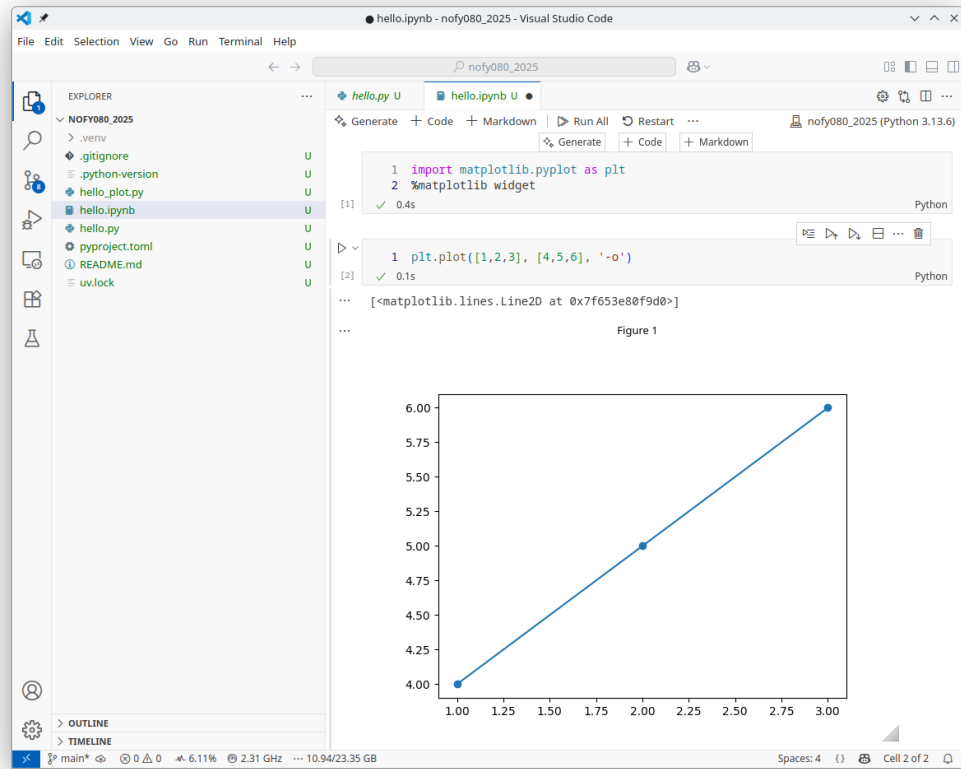 hello.ipynb - nofy080_2025 - Visual Studio Code
File Edit Selection View Go Run Terminal Help
nofy080_2025
EXPLORER
NOFY080_2025
.venv
.gitignore U
.python-version U
hello_plot.py U
hello.ipynb U
hello.py U
pyproject.toml U
README.md U
uv.lock U
OUTLINE
TIMELINE
1
8
hello.py U hello.ipynb U
Generate + Code + Markdown Run All Restart ... nofy080_2025 (Python 3.13.6)
Generate + Code + Markdown
1 import matplotlib.pyplot as plt
2 %matplotlib widget
[1] ✓ 0.4s Python
1 plt.plot([1,2,3], [4,5,6], '-o')
[2] ✓ 0.1s Python
[<matplotlib.lines.Line2D at 0x7f653e80f9d0>]
Figure 1
6.00
5.75
5.50
5.25
5.00
4.75
4.50
4.25
4.00
1.00 1.25 1.50 1.75 2.00 2.25 2.50 2.75 3.00
main* 0 0 6.11% 2.31 GHz ... 10.94/23.35 GB Spaces: 4 {} Cell 2 of 2